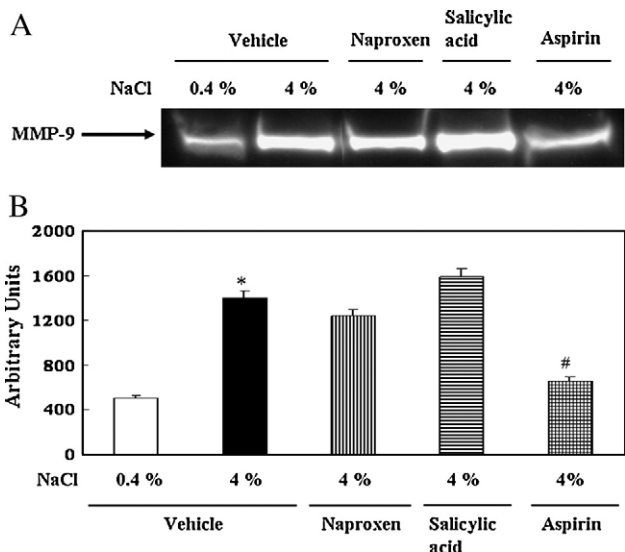 A
Vehicle
Naproxen
Salicylic
acid
Aspirin
NaCl 0.4 % 4 % 4 % 4 % 4%
MMP-9
B
Arbitrary Units
2000
1600
1200
800
400
0
*
#
NaCl 0.4 % 4 % 4 % 4 % 4%
Vehicle Naproxen Salicylic Aspirin
acid